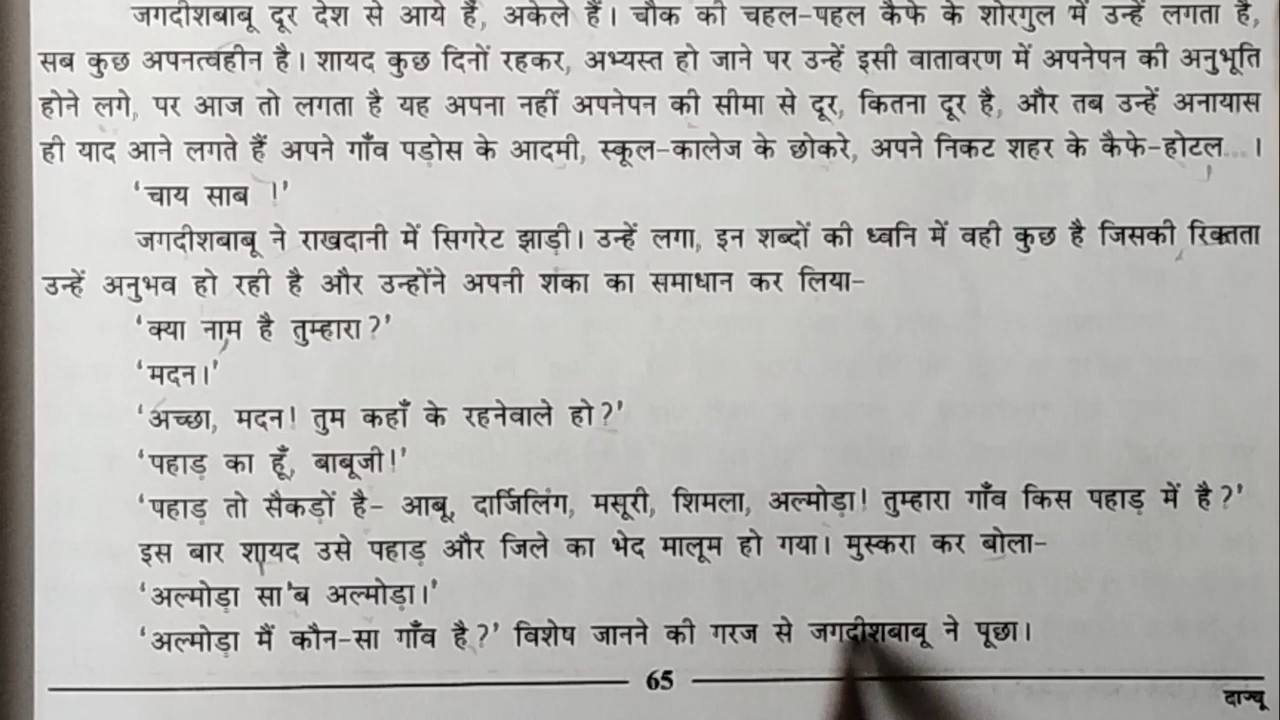 जगदीशबाबू दूर देश से आये हैं, अकेले हैं। चौक की चहल-पहल कैफे के शोरगुल में उन्हें लगता है,
सब कुछ अपनत्वहीन है। शायद कुछ दिनों रहकर, अभ्यस्त हो जाने पर उन्हें इसी वातावरण में अपनेपन की अनुभूति
होने लगे, पर आज तो लगता है यह अपना नहीं अपनेपन की सीमा से दूर, कितना दूर है, और तब उन्हें अनायास
ही याद आने लगते हैं अपने गाँव पड़ोस के आदमी, स्कूल-कालेज के छोकरे, अपने निकट शहर के कैफे-होटल...।
'चाय साब ।'
जगदीशबाबू ने राखदानी में सिगरेट झाड़ी। उन्हें लगा, इन शब्दों की ध्वनि में वही कुछ है जिसकी रिक्तता
उन्हें अनुभव हो रही है और उन्होंने अपनी शंका का समाधान कर लिया-
'क्या नाम है तुम्हारा?'
'मदन।'
'अच्छा, मदन! तुम कहाँ के रहनेवाले हो?'
'पहाड़ का हूँ, बाबूजी!'
'पहाड़ तो सैकड़ों है- आबू, दार्जिलिंग, मसूरी, शिमला, अल्मोड़ा! तुम्हारा गाँव किस पहाड़ में है?'
इस बार शायद उसे पहाड़ और जिले का भेद मालूम हो गया। मुस्करा कर बोला-
'अल्मोड़ा सा'ब अल्मोड़ा।'
'अल्मोड़ा मैं कौन-सा गाँव है?' विशेष जानने की गरज से जगदीशबाबू ने पूछा।
65
दाज्यू